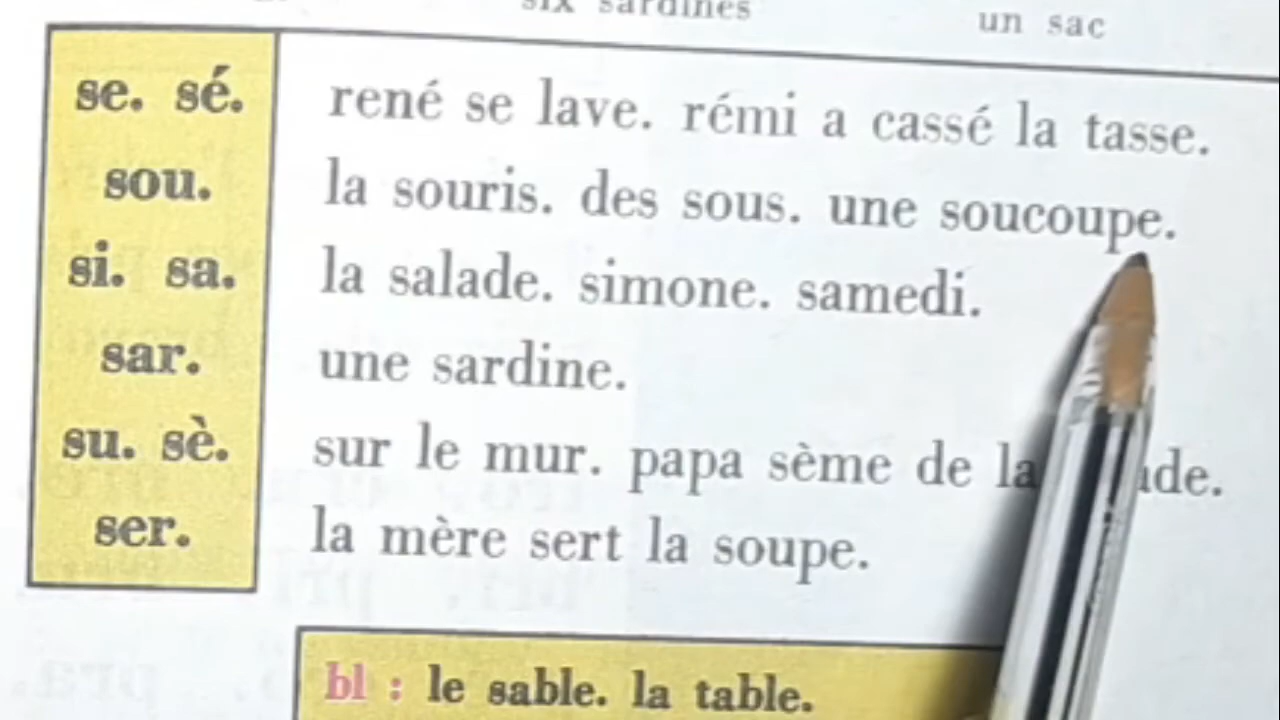 six sardines un sac
se. sé. rené se lave. rémi a cassé la tasse.
sou. la souris. des sous. une soucoupe.
si. sa. la salade. simone. samedi.
sar. une sardine.
su. sè. sur le mur. papa sème de la
ser. la mère sert la soupe.
bl : le sable. la table.